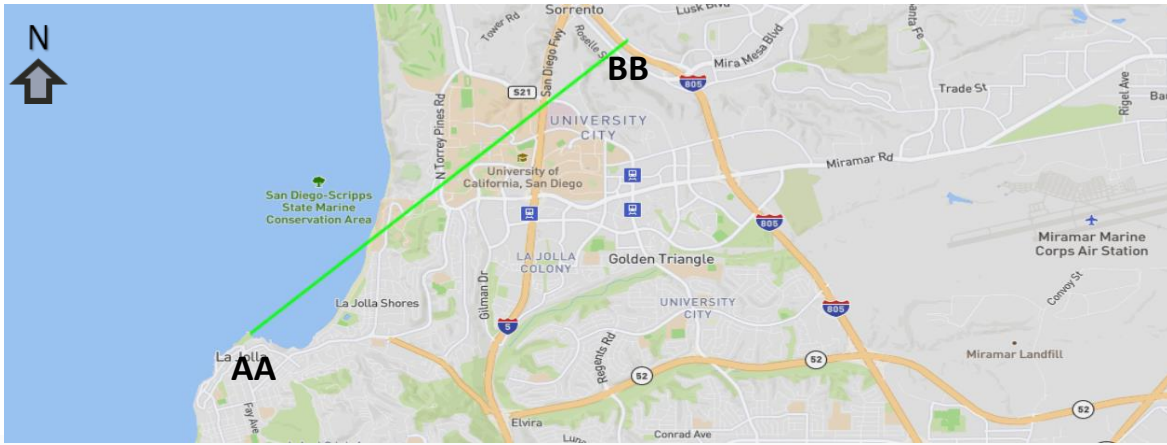 N
Sorrento
Lusk Blvd
Tower Rd
Roselle S
San Diego Fwy
BB
Mira Mesa Blvd
anta Fe
805
Trade St
Rigel Ave
Ba
S21
N Torrey Pines Rd
UNIVERSITY
CITY
Miramar Rd
University of
California, San Diego
San Diego-Scripps
State Marine
Conservation Area
805
Miramar Marine
Corps Air Station
LA JOLLA
COLONY
Golden Triangle
Gilman Dr
La Jolla Shores
UNIVERSITY
CITY
Convoy St
805
5
La Jolla
AA
Regents Rd
52
52
Miramar Landfill
Fay Ave
Elvira
Conrad Ave
52